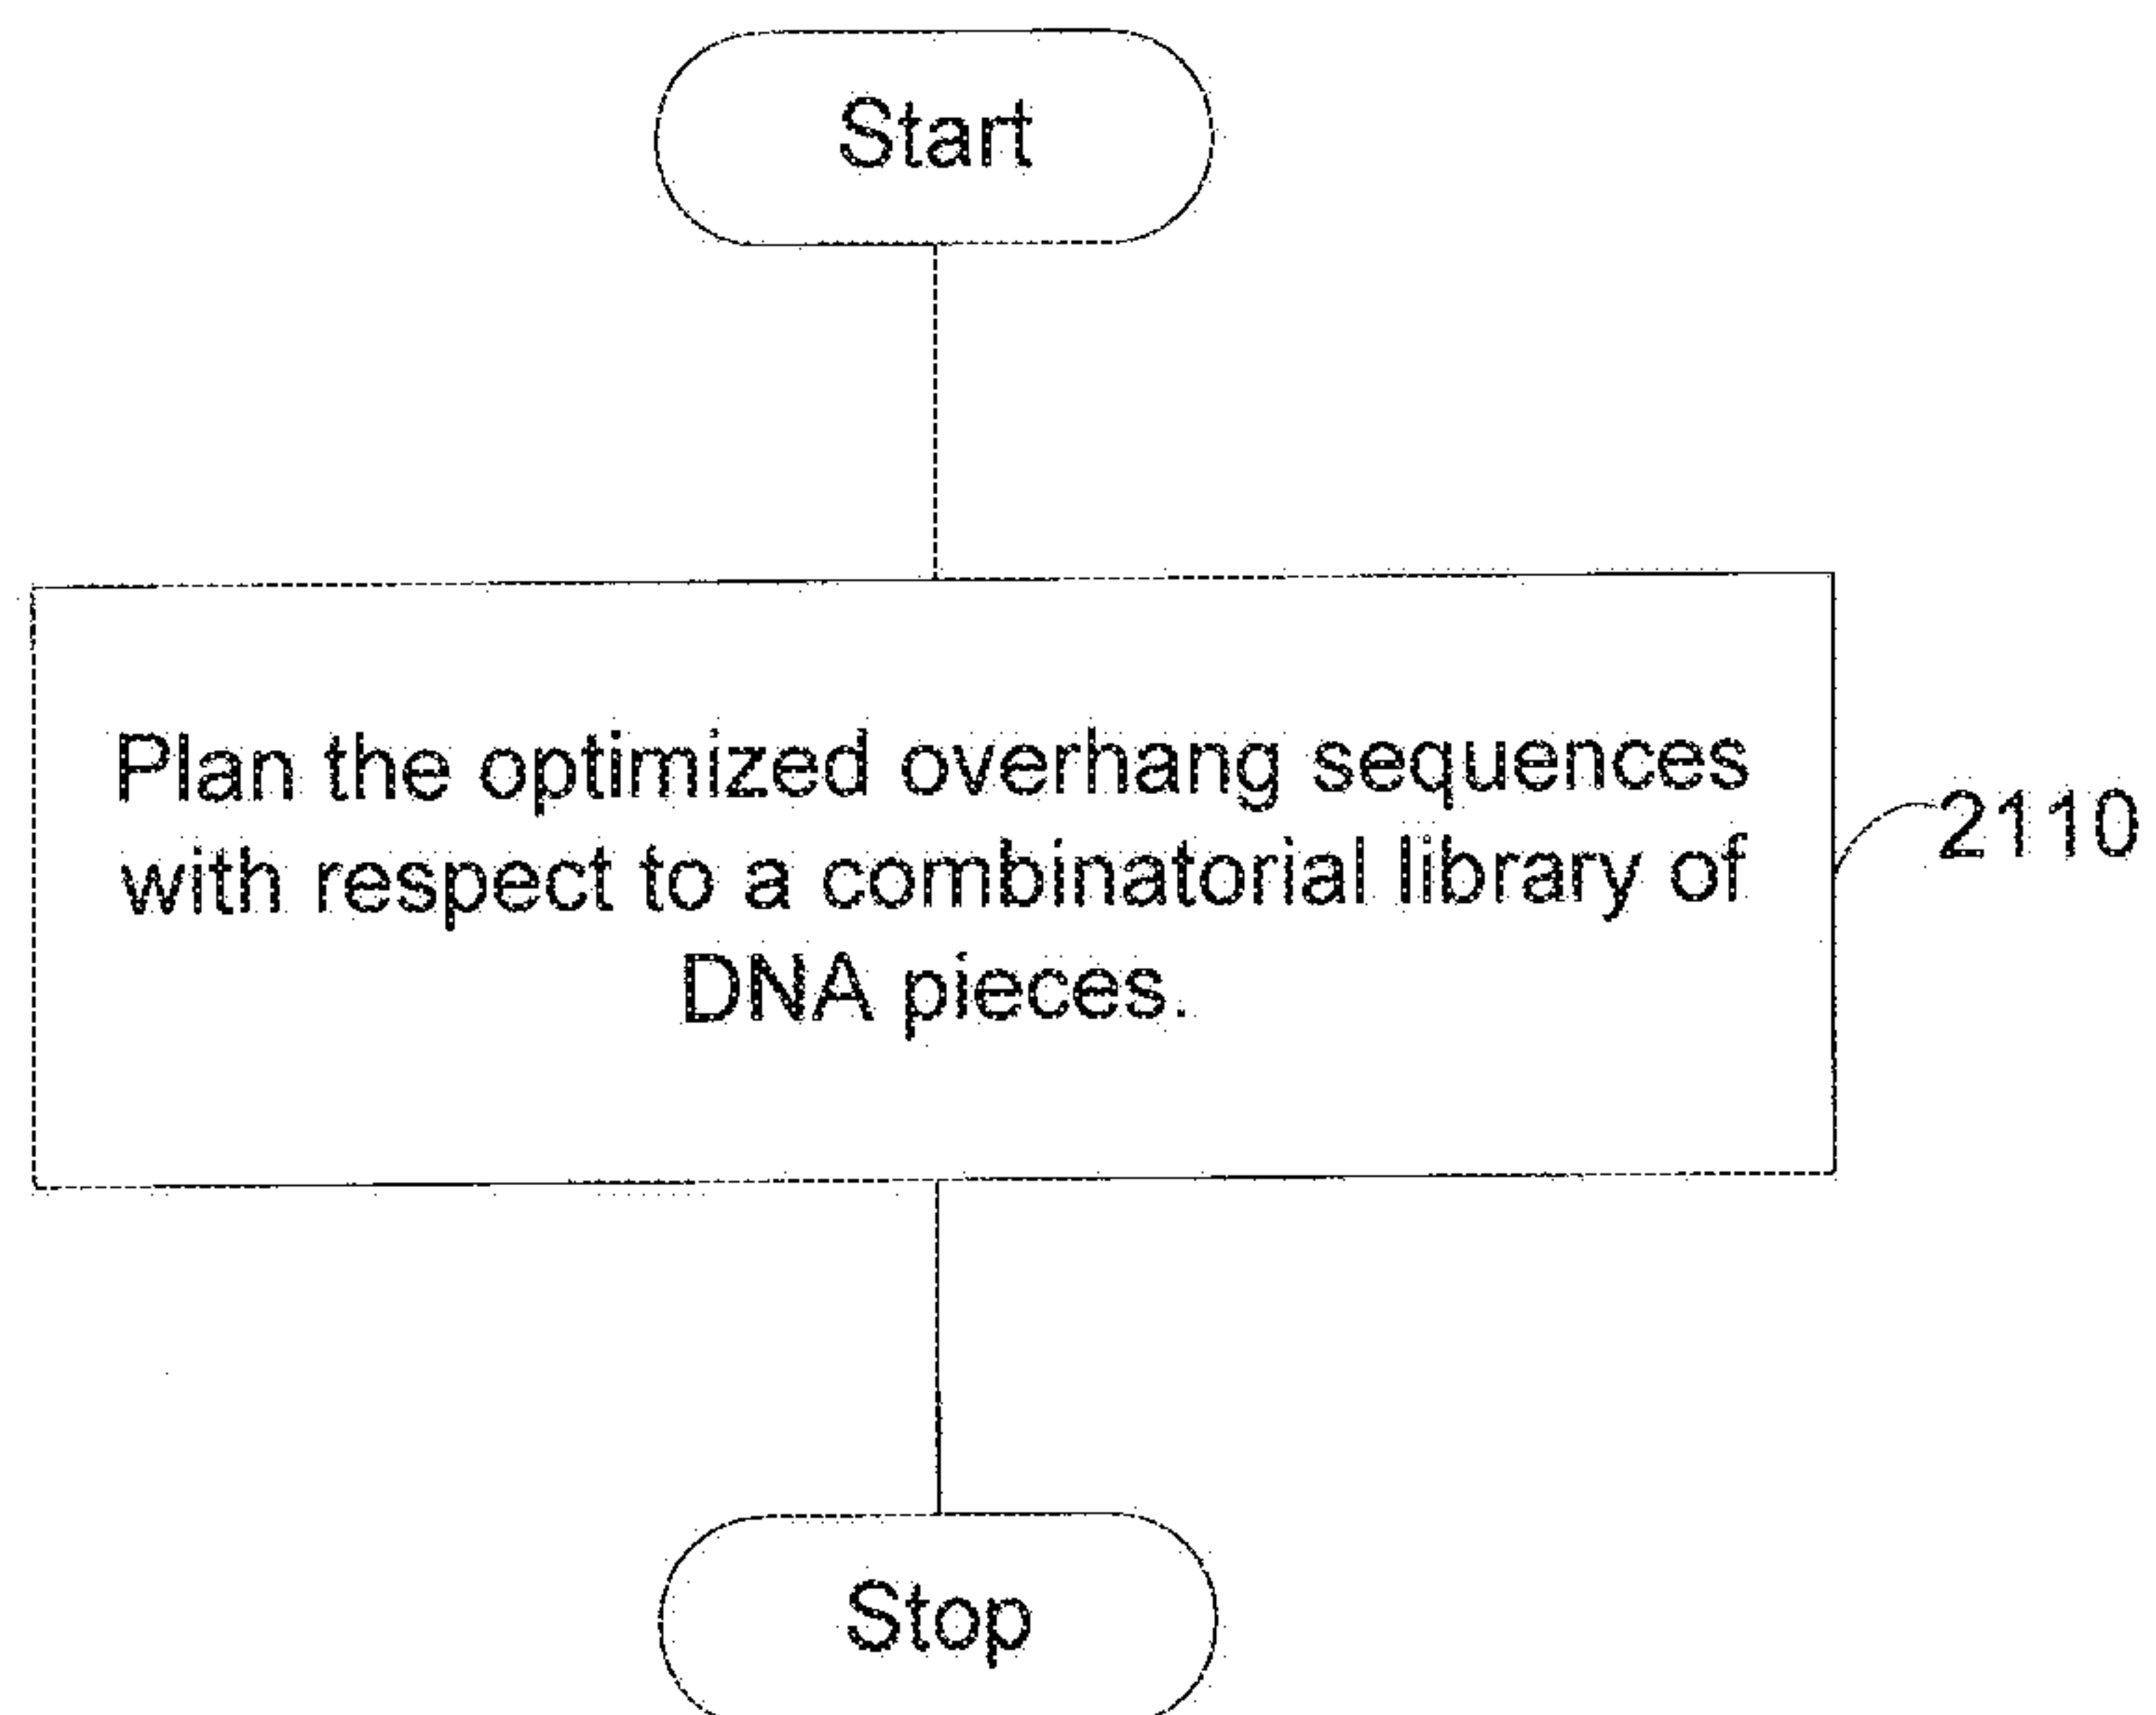 Start
Plan the optimized overhang sequences
with respect to a combinatorial library of
DNA pieces.
2110
Stop